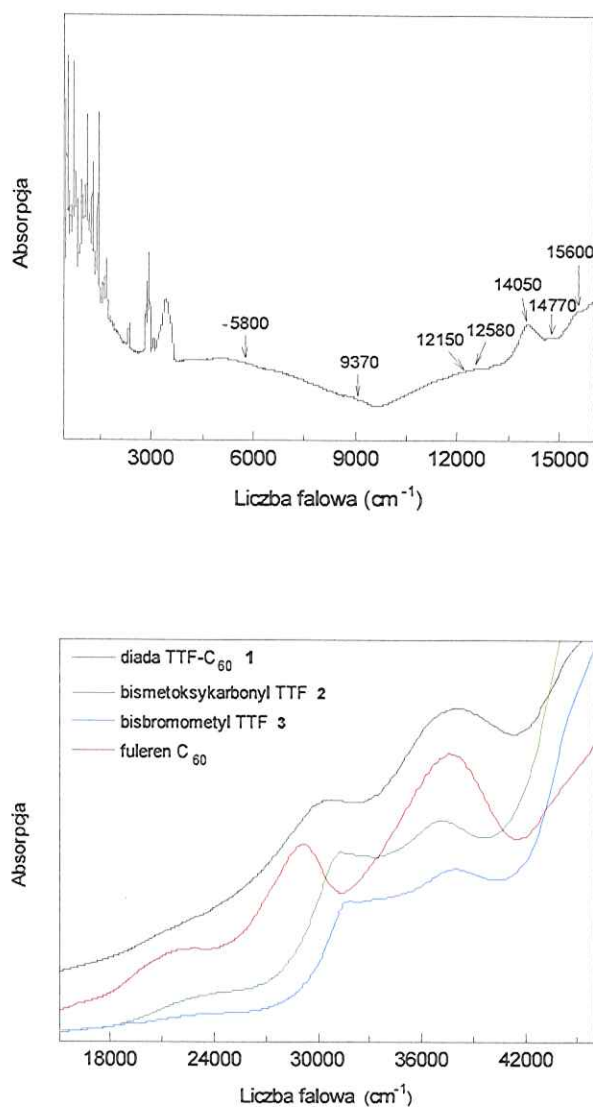 Absorpcja
-5800
9370
12150
12580
14050
14770
15600
3000 6000 9000 12000 15000
Liczba falowa (cm⁻¹)
diada TTF-C₆₀ 1
bismetoksykarbonyl TTF 2
bisbromometyl TTF 3
fuleren C₆₀
Absorpcja
18000 24000 30000 36000 42000
Liczba falowa (cm⁻¹)